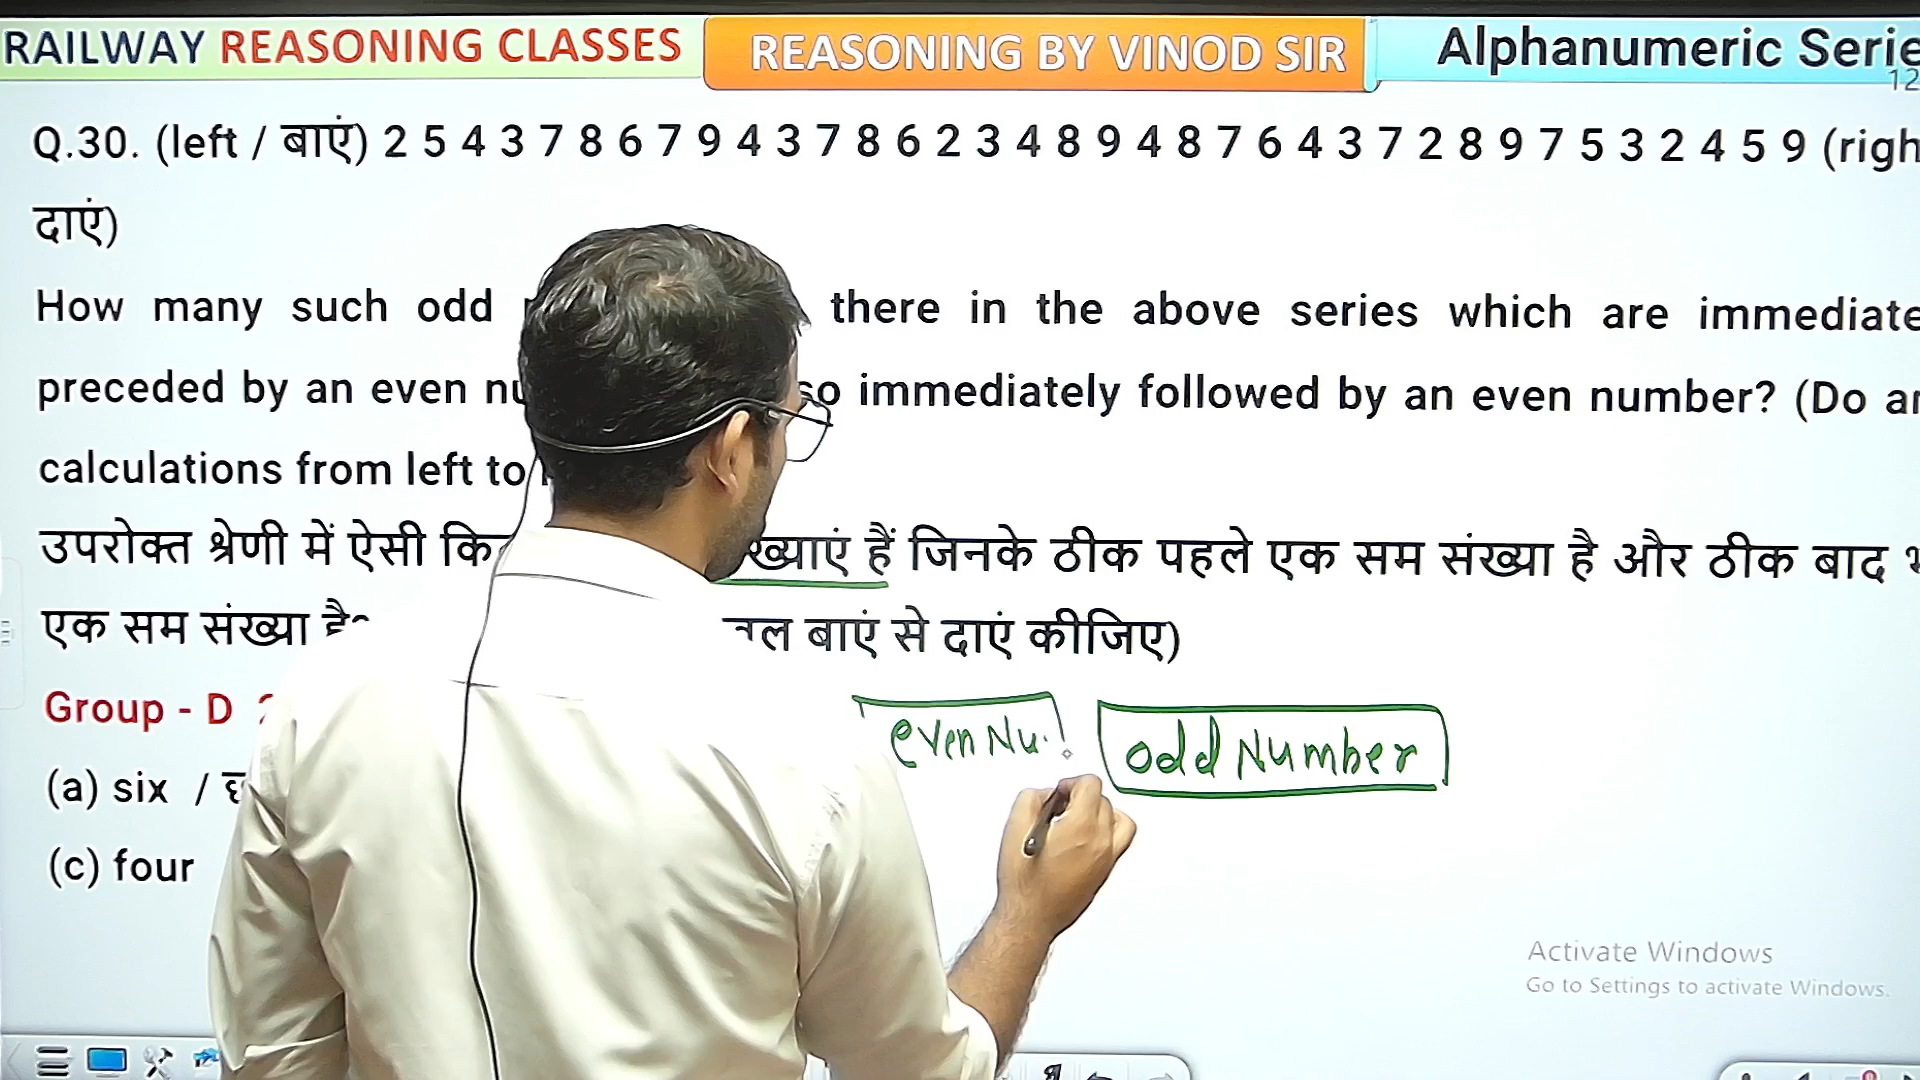 RAILWAY REASONING CLASSES
REASONING BY VINOD SIR
Alphanumeric Serie
12
Q.30. (left / बाएं) 2 5 4 3 7 8 6 7 9 4 3 7 8 6 2 3 4 8 9 4 8 7 6 4 3 7 2 8 9 7 5 3 2 4 5 9 (righ
दाएं)
How many such odd there in the above series which are immediate
preceded by an even nu so immediately followed by an even number? (Do ar
calculations from left to
उपरोक्त श्रेणी में ऐसी कि ख्याएं हैं जिनके ठीक पहले एक सम संख्या है और ठीक बाद भ
एक सम संख्या है बाएं से दाएं कीजिए)
Group - D
even Nu.
odd Number
(a) six / छ
(c) four
Activate Windows
Go to Settings to activate Windows.